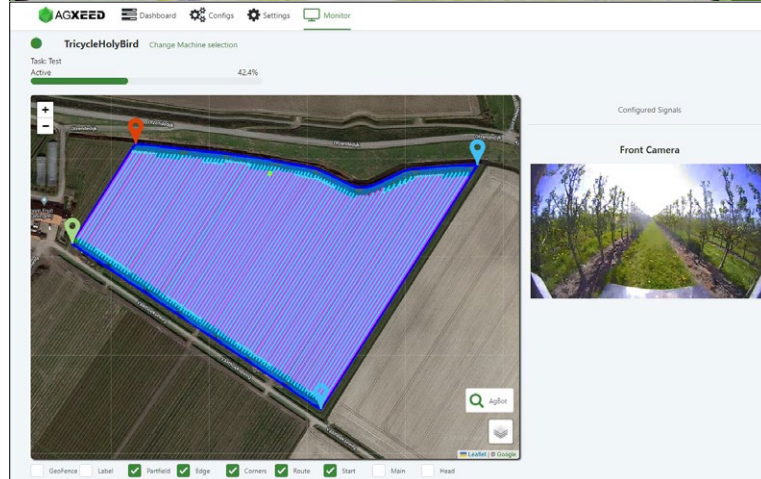 AGXEED Dashboard Configs Settings Monitor
TricycleHolyBird Change Machine selection
Task: Test
Active 42.4%
+
−
Configured Signals
Front Camera
AgBot
Leaflet | © Google
GeoFence Label Partfield Edge Corners Route Start Main Head